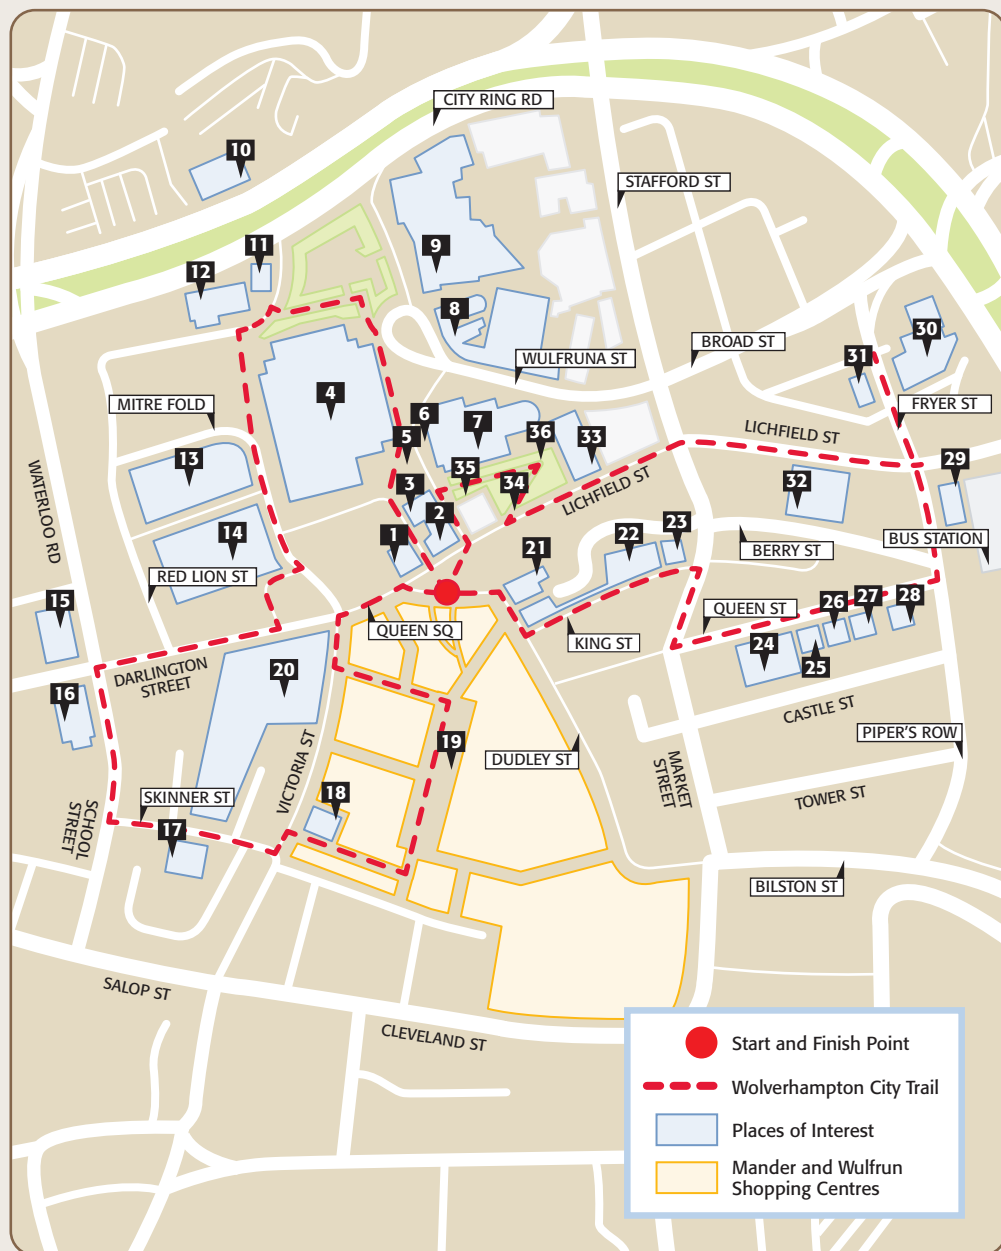 CITY RING RD
10
STAFFORD ST
9
11
12
8
30
BROAD ST
WULFRUNA ST
31
4
MITRE FOLD
6
7
FRYER ST
5
36
33
LICHFIELD ST
13
35
29
WATERLOO RD
3
34
LICHFIELD ST
32
14
2
1
23
22
BUS STATION
21
BERRY ST
RED LION ST
15
26
27
28
QUEEN ST
QUEEN SQ
KING ST
24
25
DARLINGTON
STREET
20
16
CASTLE ST
PIPER'S ROW
19
DUDLEY ST
VICTORIA ST
MARKET
STREET
18
SKINNER ST
TOWER ST
SCHOOL
STREET
17
BILSTON ST
SALOP ST
CLEVELAND ST
Start and Finish Point
Wolverhampton City Trail
Places of Interest
Mander and Wulfrun
Shopping Centres